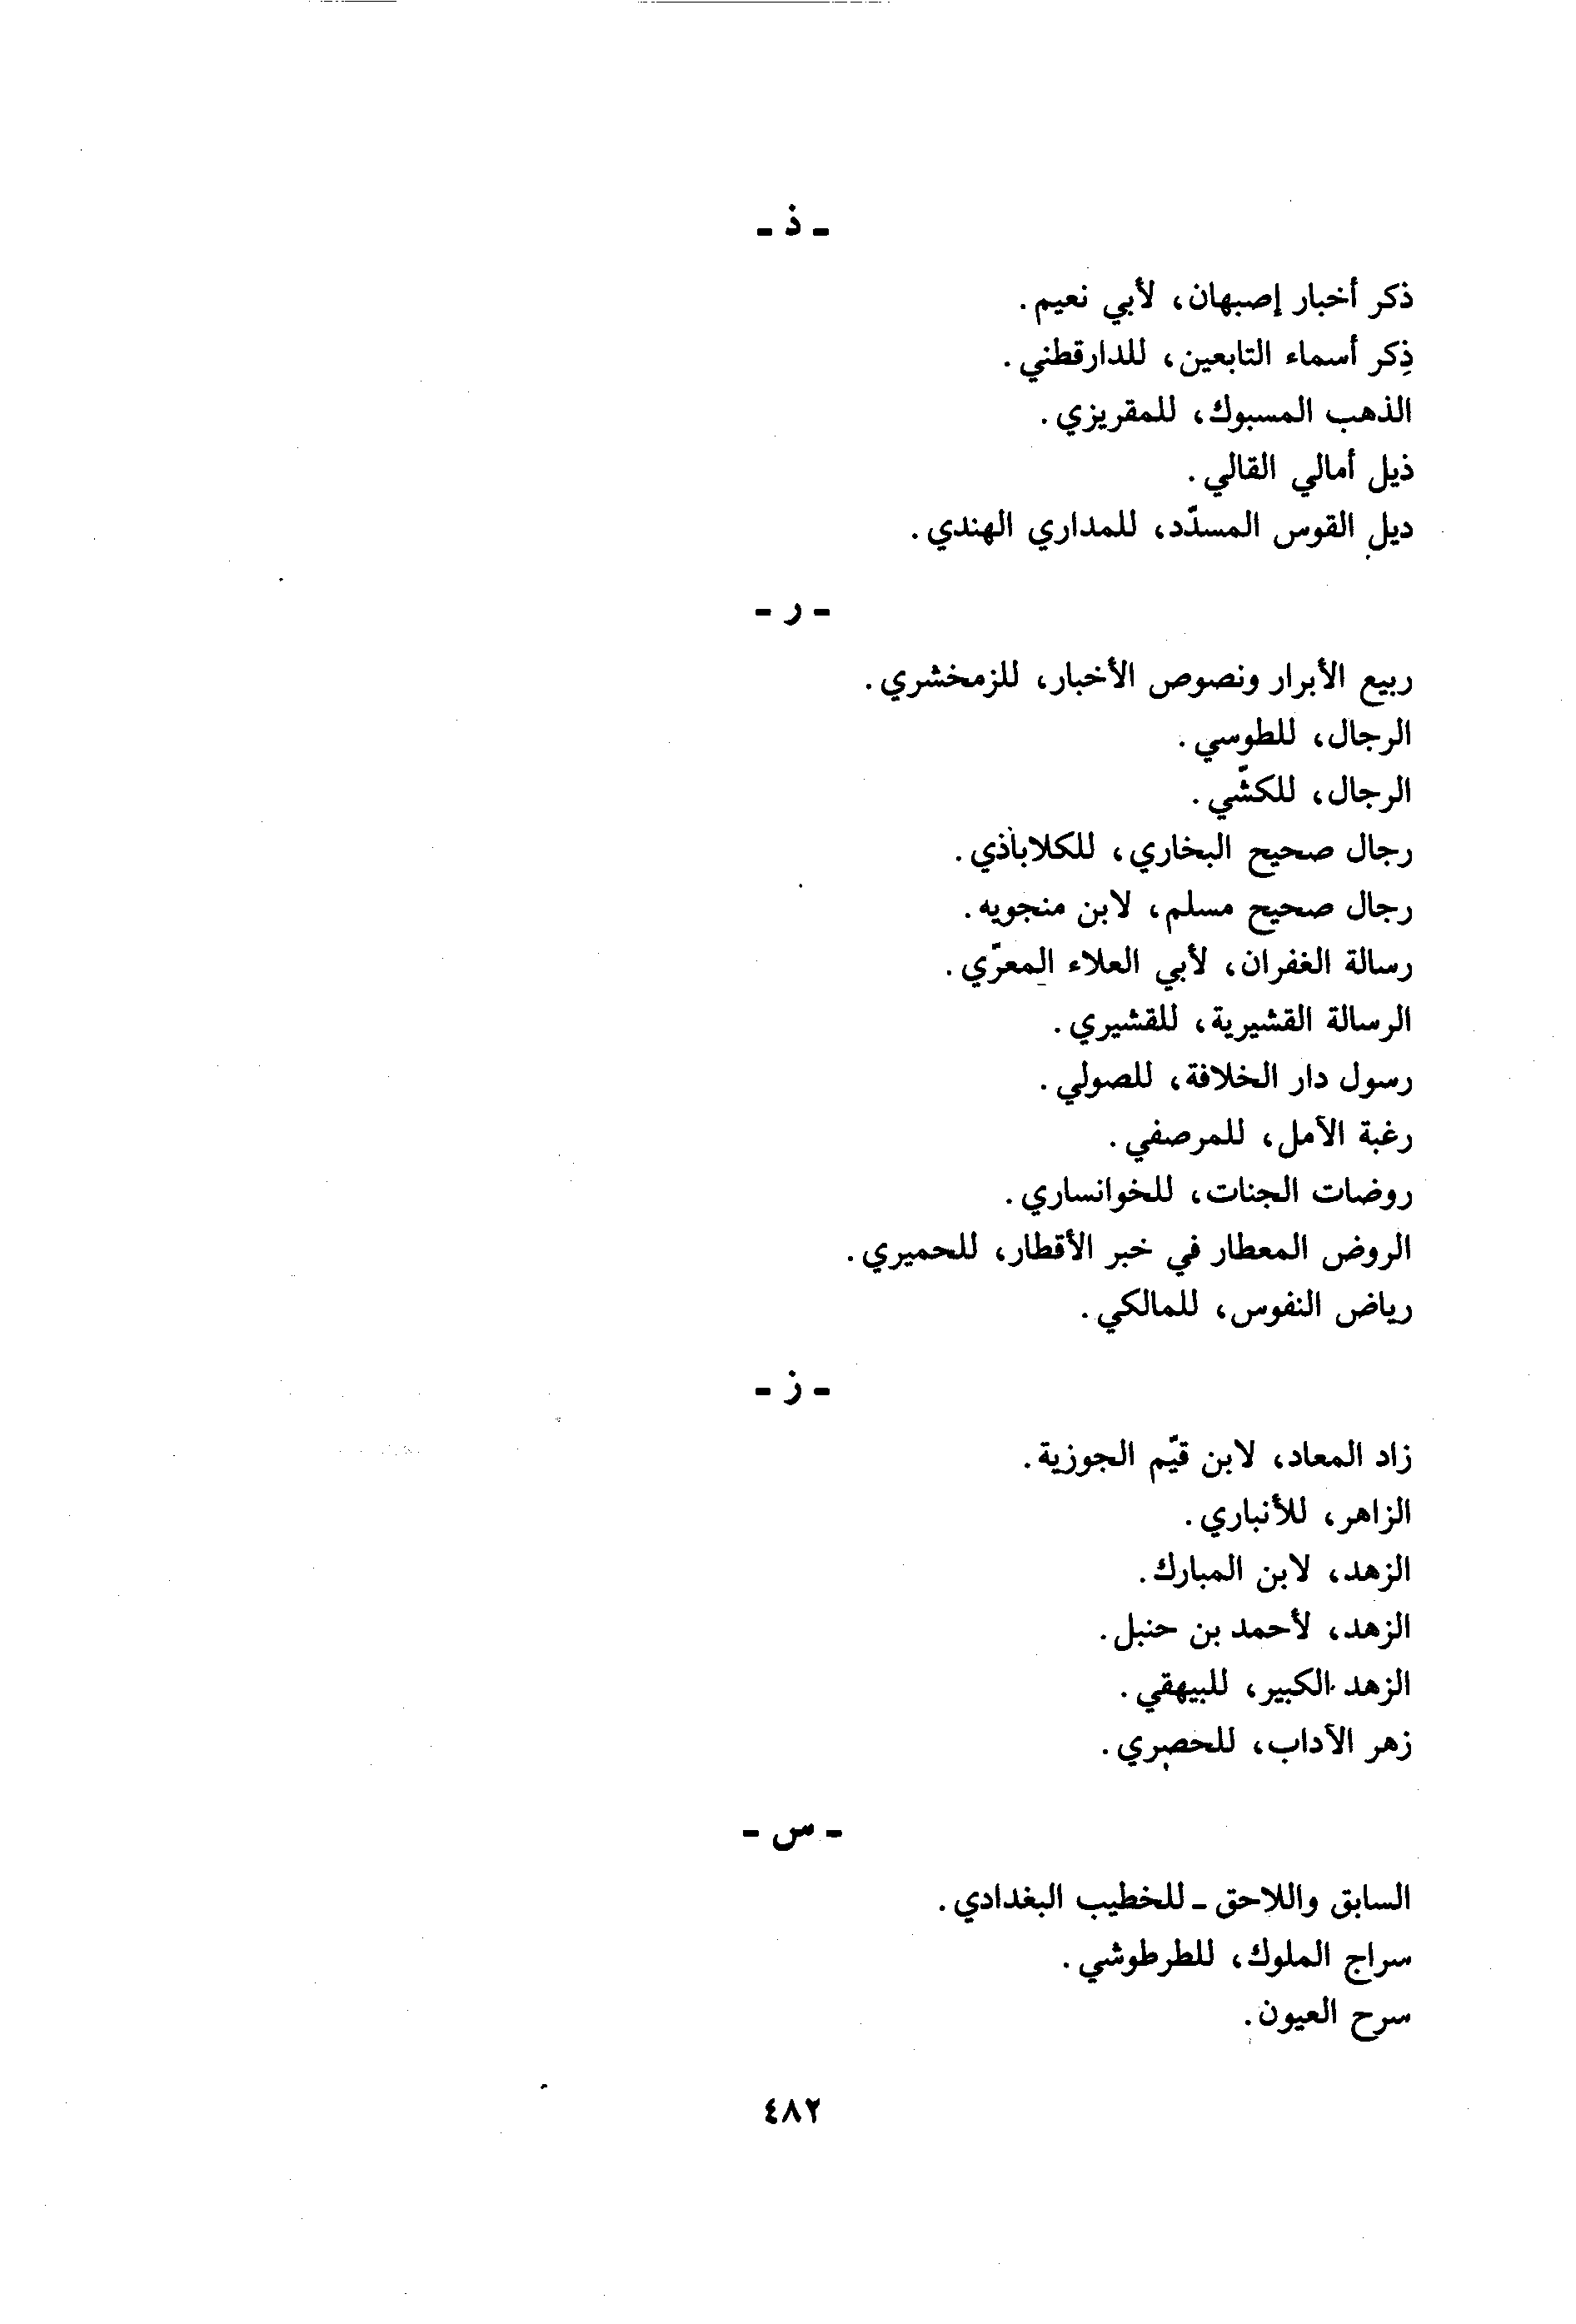 ـ ذ ـ
ذكر أخبار إصبهان، لأبي نعيم.
ذِكر أسماء التابعين، للدارقطني.
الذهب المسبوك، للمقريزي.
ذيل أمالي القالي.
ديل القوس المسدّد، للمداري الهندي.
ـ ر ـ
ربيع الأبرار ونصوص الأخبار، للزمخشري.
الرجال، للطوسي.
الرجال، للكشّي.
رجال صحيح البخاري، للكلاباذي.
رجال صحيح مسلم، لابن منجويه.
رسالة الغفران، لأبي العلاء المعرّي.
الرسالة القشيرية، للقشيري.
رسول دار الخلافة، للصولي.
رغبة الآمل، للمرصفي.
روضات الجنات، للخوانساري.
الروض المعطار في خبر الأقطار، للحميري.
رياض النفوس، للمالكي.
ـ ز ـ
زاد المعاد، لابن قيّم الجوزية.
الزاهر، للأنباري.
الزهد، لابن المبارك.
الزهد، لأحمد بن حنبل.
الزهد الكبير، للبيهقي.
زهر الآداب، للحصري.
ـ س ـ
السابق واللاحق ـ للخطيب البغدادي.
سراج الملوك، للطرطوشي.
سرح العيون.
٤٨٢